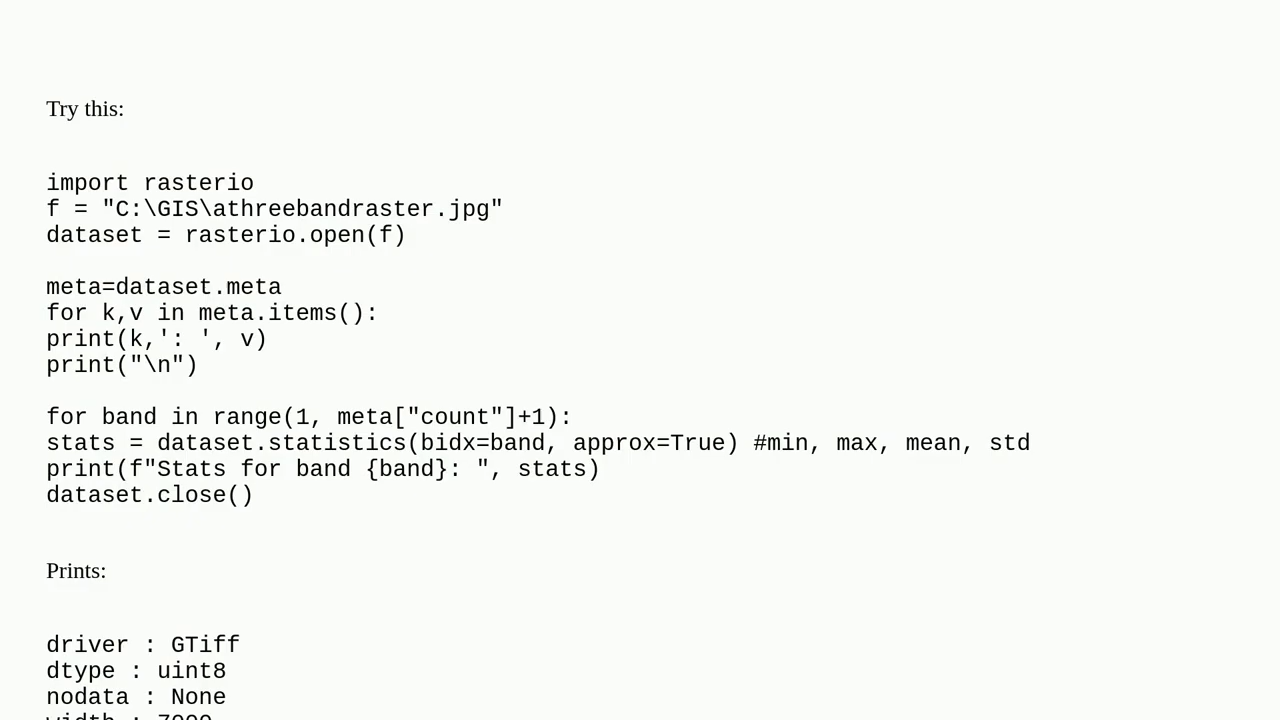 Try this:
import rasterio
f = "C:\GIS\athreebandraster.jpg"
dataset = rasterio.open(f)
meta=dataset.meta
for k,v in meta.items():
print(k,': ', v)
print("\n")
for band in range(1, meta["count"]+1):
stats = dataset.statistics(bidx=band, approx=True) #min, max, mean, std
print(f"Stats for band {band}: ", stats)
dataset.close()
Prints:
driver : GTiff
dtype : uint8
nodata : None